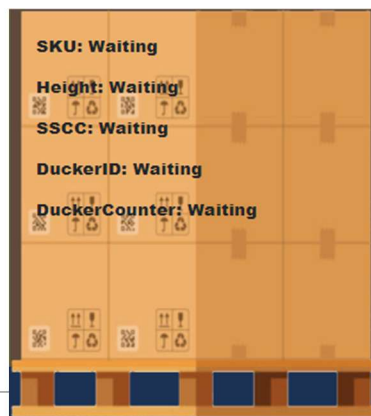 SKU: Waiting
Height: Waiting
SSCC: Waiting
DuckerID: Waiting
DuckerCounter: Waiting